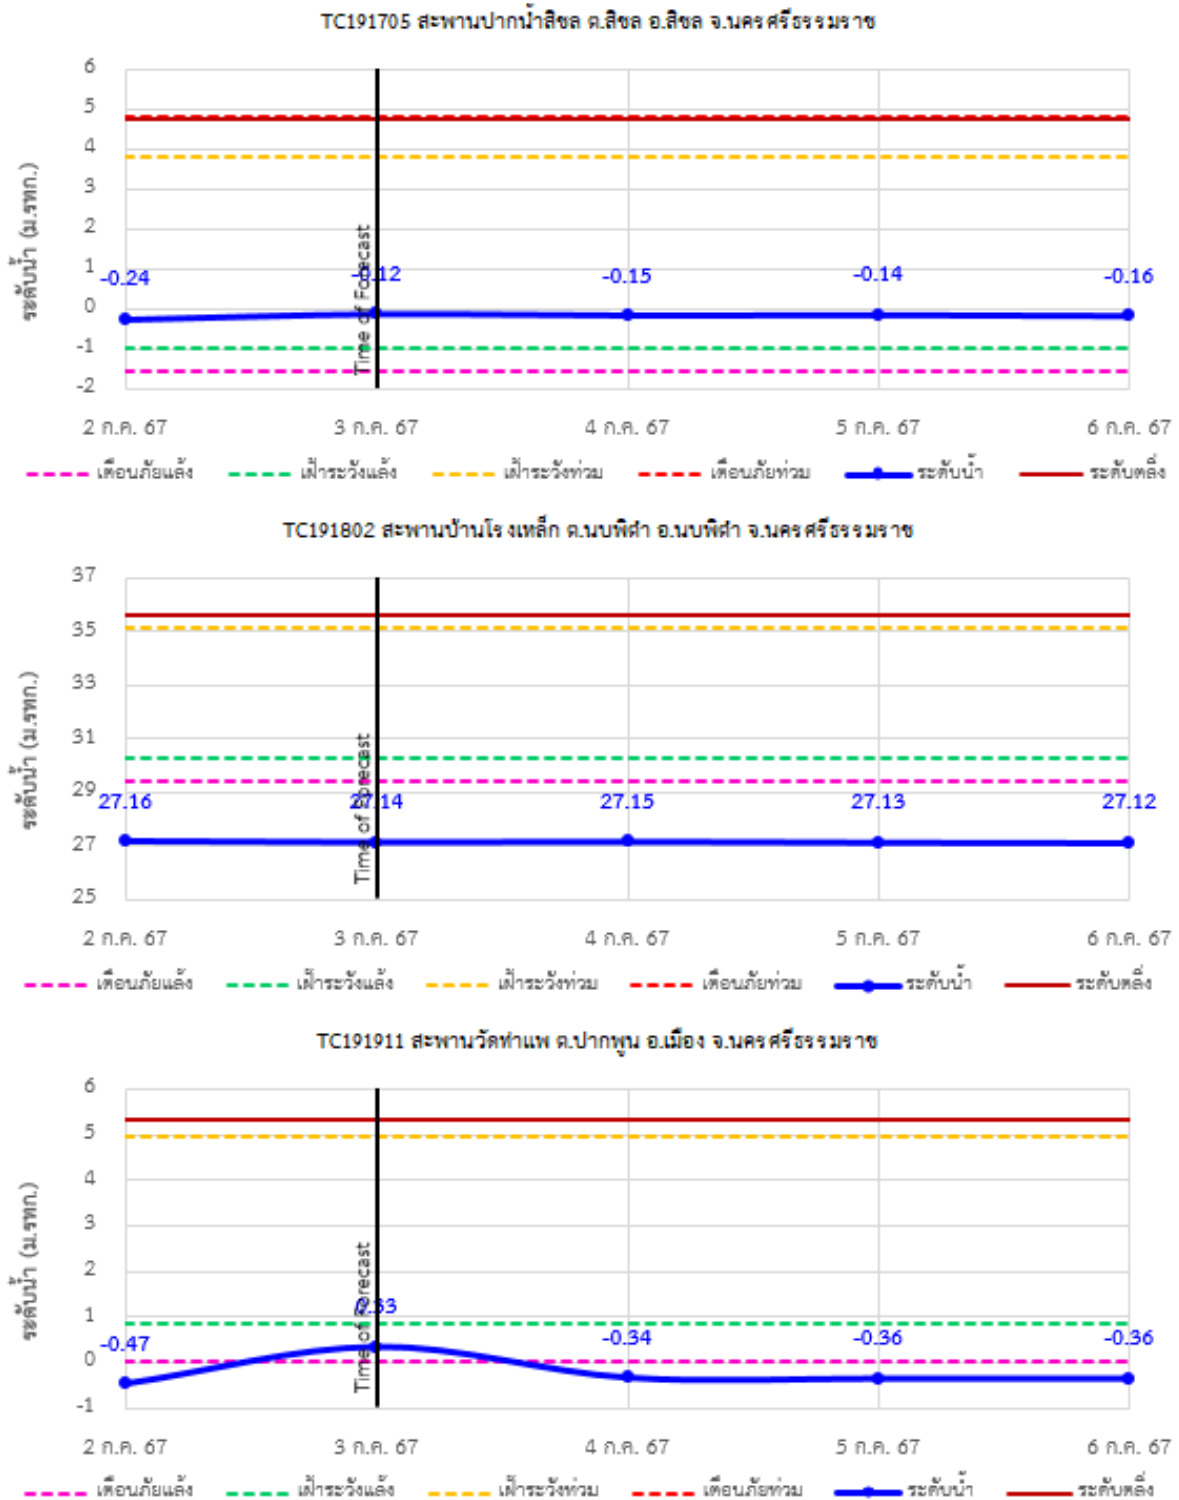 TC191705 สะพานปากน้ำสิชล ต.สิชล อ.สิชล จ.นครศรีธรรมราช
ระดับน้ำ (ม.รทก.)
6
5
4
3
2
1
0
-1
-2
-0.24 -0.12 -0.15 -0.14 -0.16
Time of Forecast
2 ก.ค. 67 3 ก.ค. 67 4 ก.ค. 67 5 ก.ค. 67 6 ก.ค. 67
เตือนภัยแล้ง เฝ้าระวังแล้ง เฝ้าระวังท่วม เตือนภัยท่วม ระดับน้ำ ระดับตลิ่ง
TC191802 สะพานบ้านโรงเหล็ก ต.นบพิตำ อ.นบพิตำ จ.นครศรีธรรมราช
ระดับน้ำ (ม.รทก.)
37
35
33
31
29
27
25
27.16 27.14 27.15 27.13 27.12
Time of Forecast
2 ก.ค. 67 3 ก.ค. 67 4 ก.ค. 67 5 ก.ค. 67 6 ก.ค. 67
เตือนภัยแล้ง เฝ้าระวังแล้ง เฝ้าระวังท่วม เตือนภัยท่วม ระดับน้ำ ระดับตลิ่ง
TC191911 สะพานวัดท่าแพ ต.ปากพูน อ.เมือง จ.นครศรีธรรมราช
ระดับน้ำ (ม.รทก.)
6
5
4
3
2
1
0
-1
-0.47 0.33 -0.34 -0.36 -0.36
Time of Forecast
2 ก.ค. 67 3 ก.ค. 67 4 ก.ค. 67 5 ก.ค. 67 6 ก.ค. 67
เตือนภัยแล้ง เฝ้าระวังแล้ง เฝ้าระวังท่วม เตือนภัยท่วม ระดับน้ำ ระดับตลิ่ง